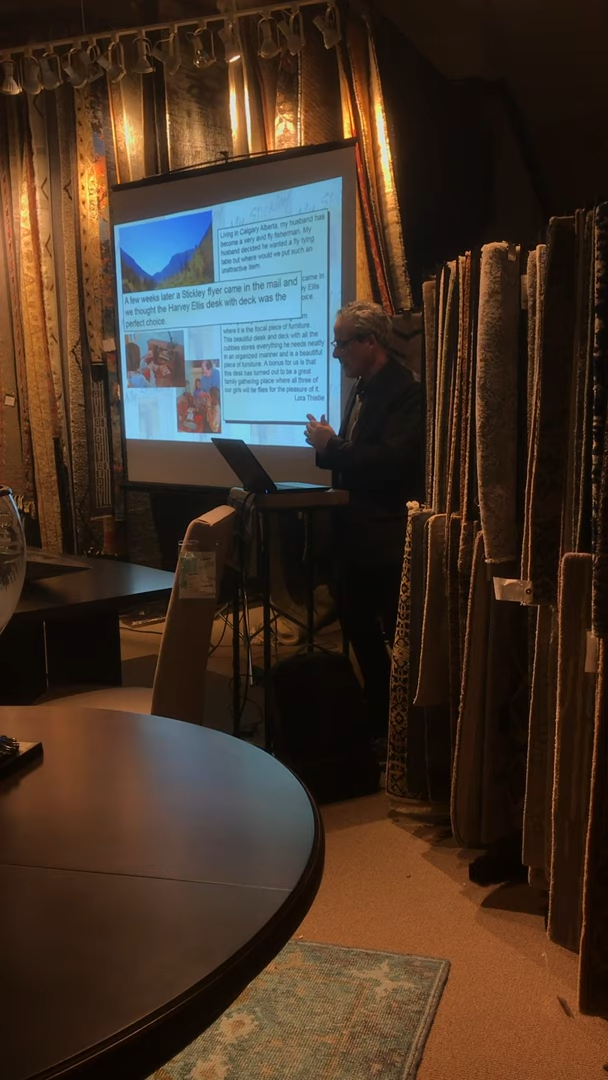 Living in Calgary Alberta, my husband has
become a very avid fly fisherman. My
husband decided he wanted a fly tying
table but where would we put such an
unattractive item.
A few weeks later a Stickley flyer came in the mail and
we thought the Harvey Ellis desk with deck was the
perfect choice.
came in
ey Ellis
oice.
where it is the focal piece of furniture.
This beautiful desk and deck with all the
cubbies stores everything he needs neatly
in an organized manner and is a beautiful
piece of furniture. A bonus for us is that
this desk has turned out to be a great
family gathering place where all three of
our girls will tie flies for the pleasure of it.
Lora Thistle